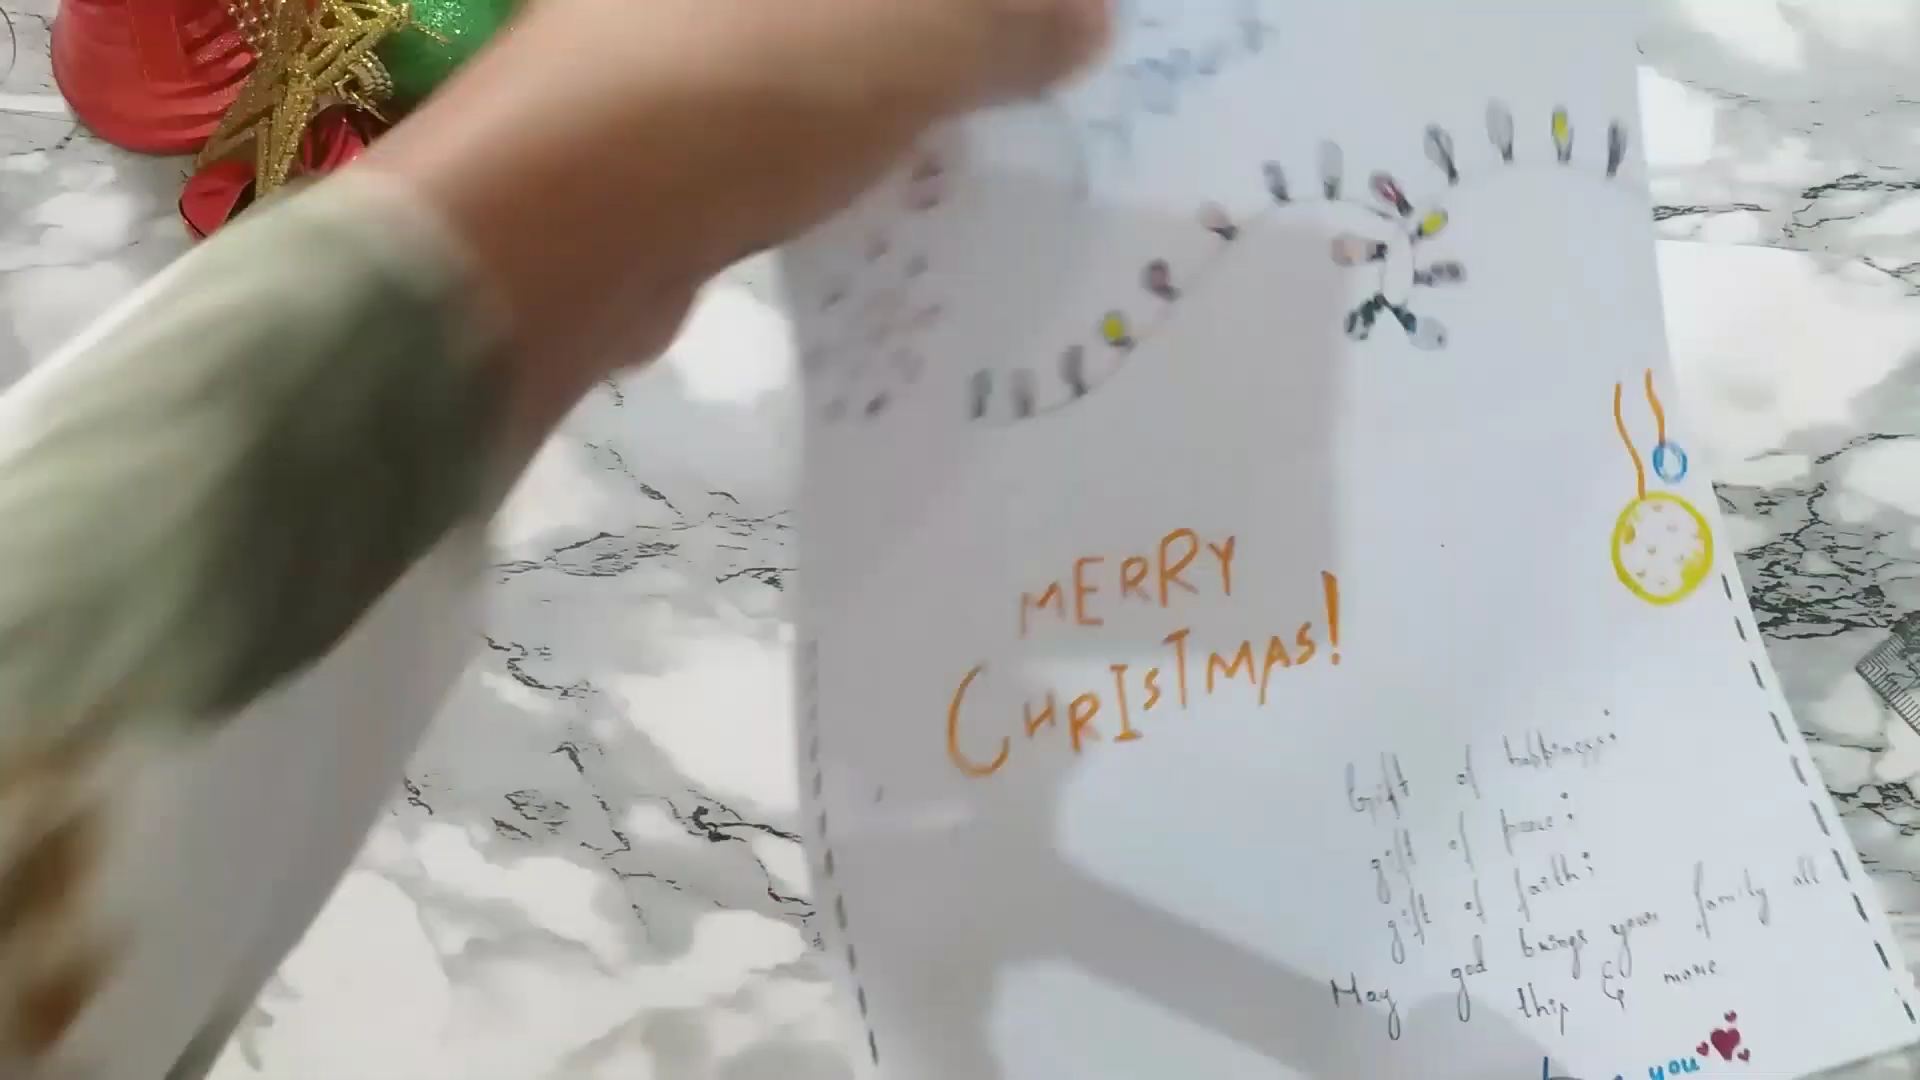 MERRY
CHRISTMAS!
Gift of happiness;
gift of peace;
gift of faith;
May god brings your family all
this & more
you